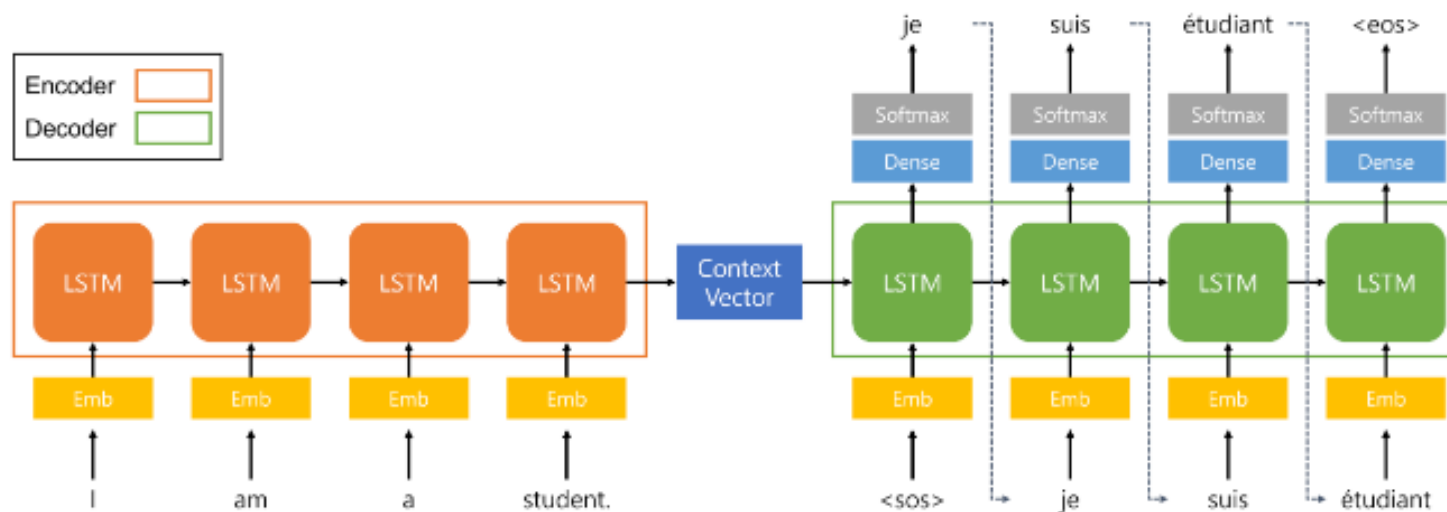 je suis étudiant <eos>
Encoder
Decoder
Softmax Softmax Softmax Softmax
Dense Dense Dense Dense
LSTM LSTM LSTM LSTM
Context
Vector
LSTM LSTM LSTM LSTM
Emb Emb Emb Emb
Emb Emb Emb Emb
I am a student.
<sos> je suis étudiant